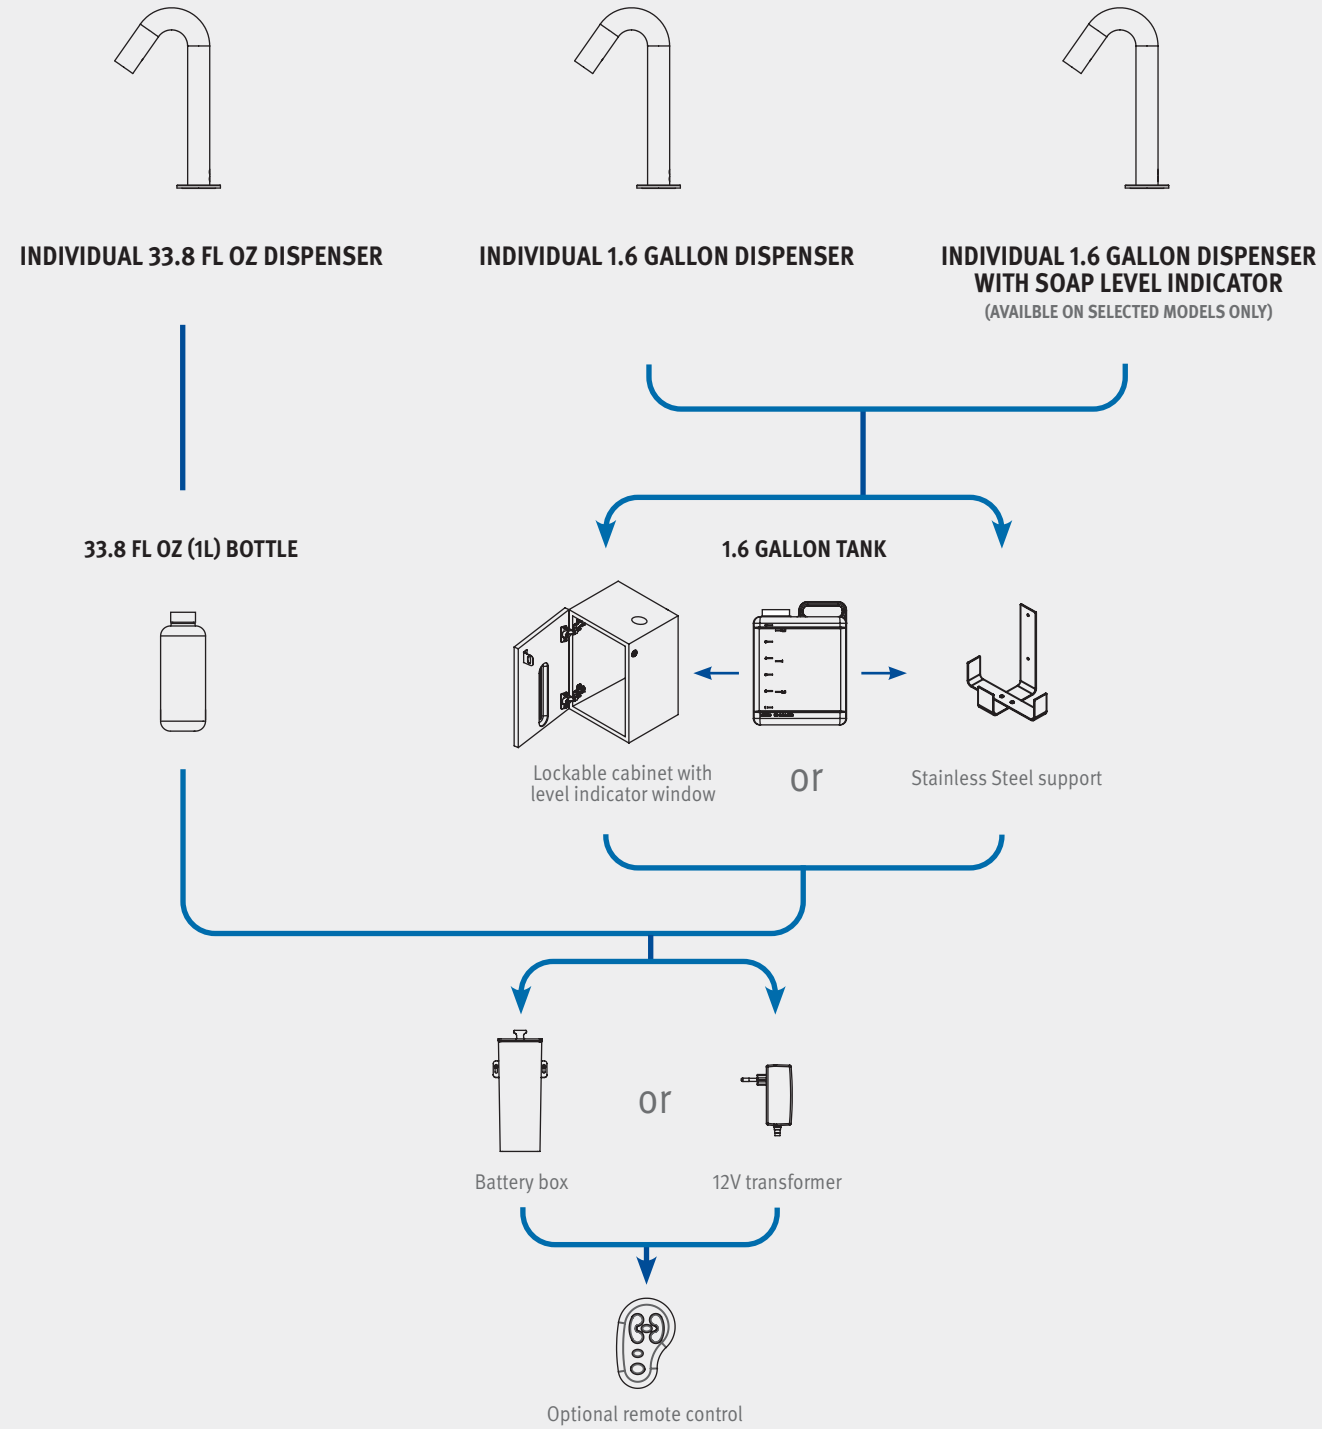 INDIVIDUAL 33.8 FL OZ DISPENSER
INDIVIDUAL 1.6 GALLON DISPENSER
INDIVIDUAL 1.6 GALLON DISPENSER
WITH SOAP LEVEL INDICATOR
(AVAILBLE ON SELECTED MODELS ONLY)
33.8 FL OZ (1L) BOTTLE
1.6 GALLON TANK
Lockable cabinet with
level indicator window
or
Stainless Steel support
or
Battery box
12V transformer
Optional remote control